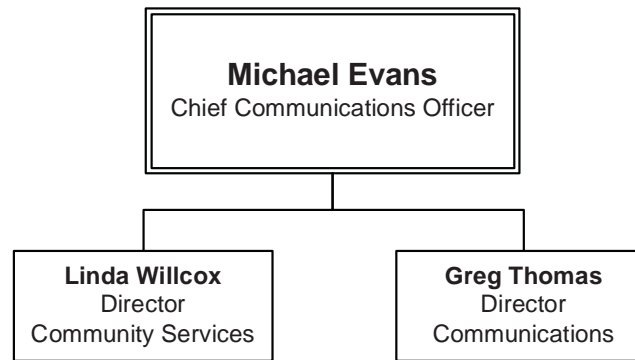 Michael Evans
Chief Communications Officer
Linda Willcox
Director
Community Services
Greg Thomas
Director
Communications